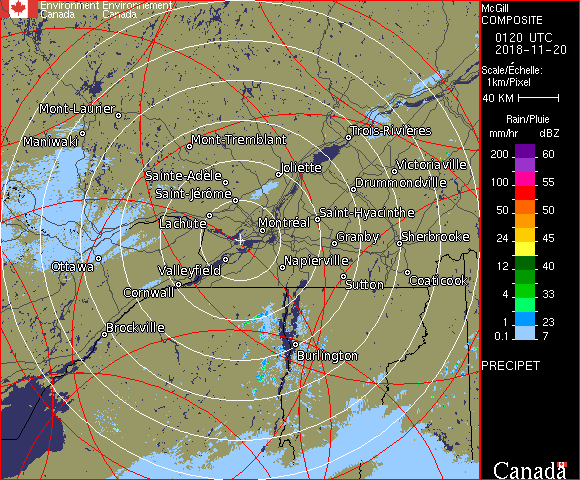 Environment Environnement
Canada Canada
McGill
COMPOSITE
0120 UTC
2018-11-20
Scale/Échelle:
1km/Pixel
40 KM
Rain/Pluie
mm/hr dBZ
200 60
100 55
50 50
24 45
12 40
4 33
1 23
0.1 7
PRECIPET
Canada
Mont-Laurier
Maniwaki
Mont-Tremblant
Trois-Rivières
Sainte-Adèle
Joliette
Victoriaville
Saint-Jérôme
Drummondville
Lachute
Saint-Hyacinthe
Montréal
Granby
Sherbrooke
Ottawa
Valleyfield
Napierville
Cornwall
Sutton
Coaticook
Brockville
Burlington